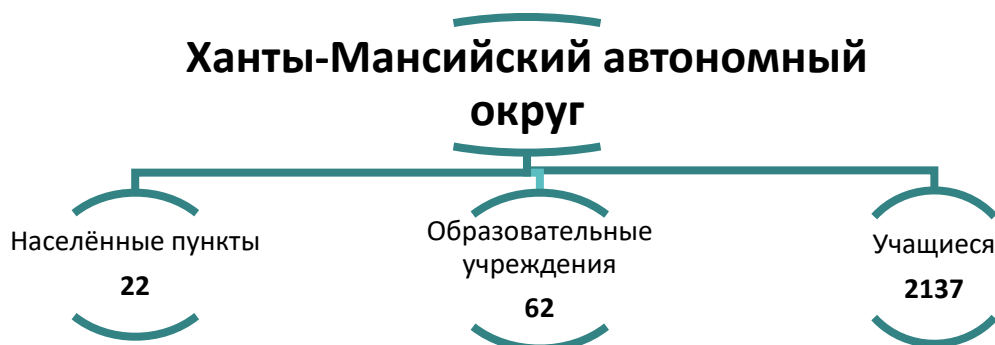 Ханты-Мансийский автономный
округ
Населённые пункты
22
Образовательные
учреждения
62
Учащиеся
2137